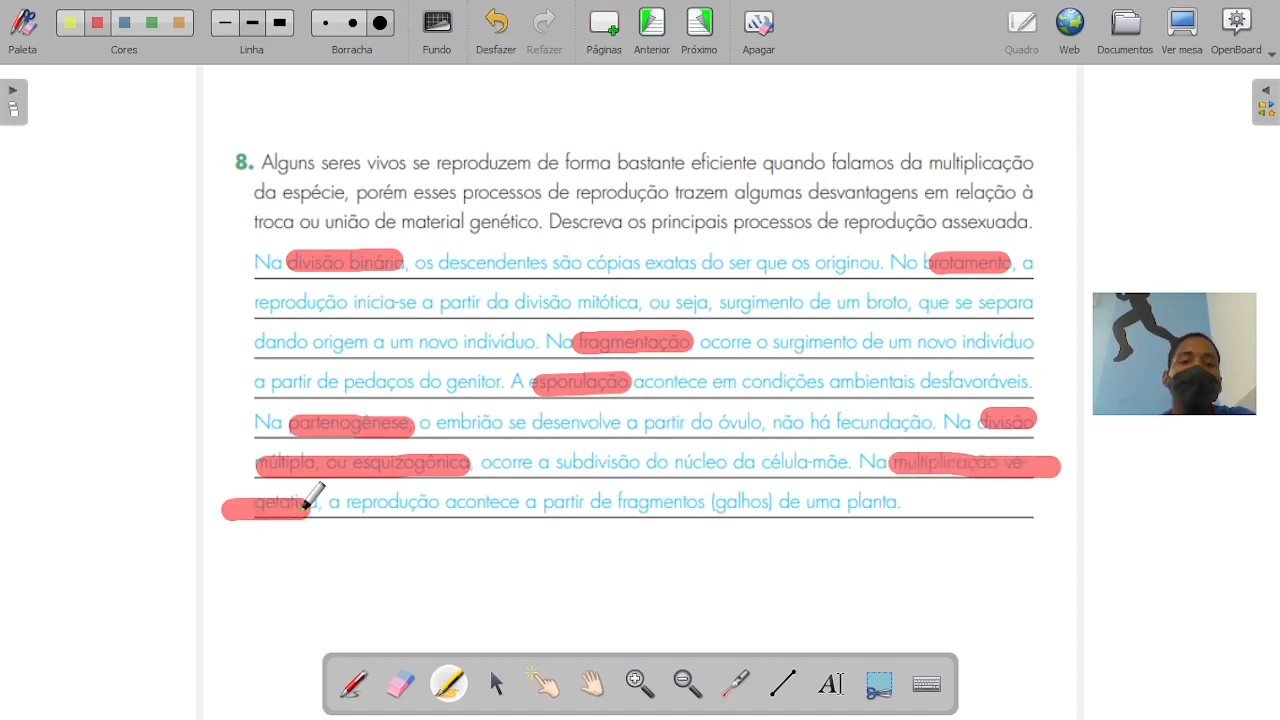 Paleta
Cores
Linha
Borracha
Fundo
Desfazer
Refazer
Páginas
Anterior
Próximo
Apagar
Quadro
Web
Documentos
Ver mesa
OpenBoard
8. Alguns seres vivos se reproduzem de forma bastante eficiente quando falamos da multiplicação
da espécie, porém esses processos de reprodução trazem algumas desvantagens em relação à
troca ou união de material genético. Descreva os principais processos de reprodução assexuada.
Na divisão binária, os descendentes são cópias exatas do ser que os originou. No brotamento, a
reprodução inicia-se a partir da divisão mitótica, ou seja, surgimento de um broto, que se separa
dando origem a um novo indivíduo. Na fragmentação, ocorre o surgimento de um novo indivíduo
a partir de pedaços do genitor. A esporulação acontece em condições ambientais desfavoráveis.
Na partenogênese, o embrião se desenvolve a partir do óvulo, não há fecundação. Na divisão
múltipla, ou esquizogônica, ocorre a subdivisão do núcleo da célula-mãe. Na multiplicação ve-
getativa, a reprodução acontece a partir de fragmentos (galhos) de uma planta.